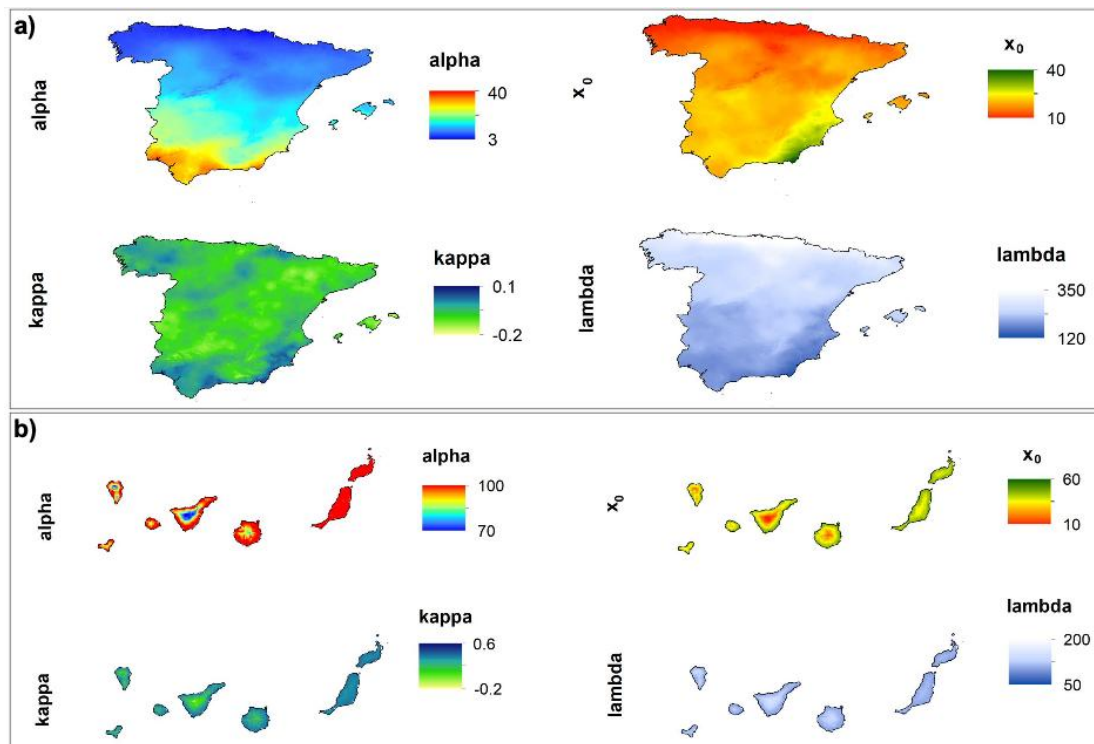 a)
alpha
alpha
40
3
x₀
x₀
40
10
kappa
kappa
0.1
-0.2
lambda
lambda
350
120
b)
alpha
alpha
100
70
x₀
x₀
60
10
kappa
kappa
0.6
-0.2
lambda
lambda
200
50